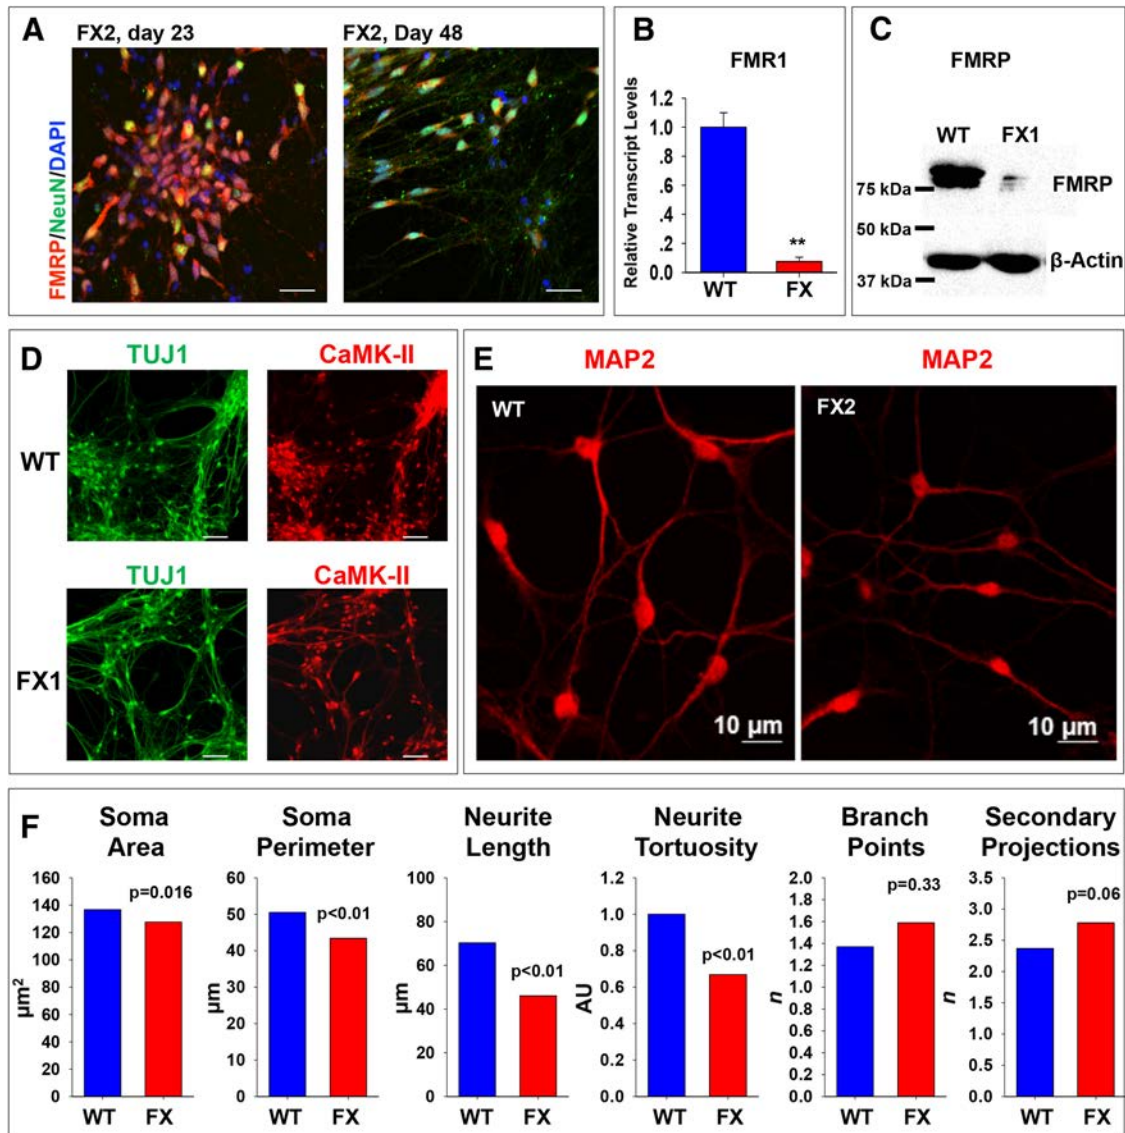 A
FX2, day 23
FX2, Day 48
FMRP/NeuN/DAPI
B
FMR1
Relative Transcript Levels
1.2
1.0
.8
.6
.4
.2
.0
**
WT
FX
C
FMRP
WT
FX1
75 kDa
FMRP
50 kDa
β-Actin
37 kDa
D
TUJ1
CaMK-II
WT
TUJ1
CaMK-II
FX1
E
MAP2
MAP2
WT
FX2
10 µm
10 µm
F
Soma
Area
160
140
120
100
80
60
40
20
0
µm²
p=0.016
WT
FX
Soma
Perimeter
60
50
40
30
20
10
0
µm
p<0.01
WT
FX
Neurite
Length
100
80
60
40
20
0
µm
p<0.01
WT
FX
Neurite
Tortuosity
1.2
1.0
0.8
0.6
0.4
0.2
0.0
AU
p<0.01
WT
FX
Branch
Points
2.0
1.8
1.6
1.4
1.2
1.0
0.8
0.6
0.4
0.2
0.0
n
p=0.33
WT
FX
Secondary
Projections
3.5
3.0
2.5
2.0
1.5
1.0
0.5
0.0
n
p=0.06
WT
FX